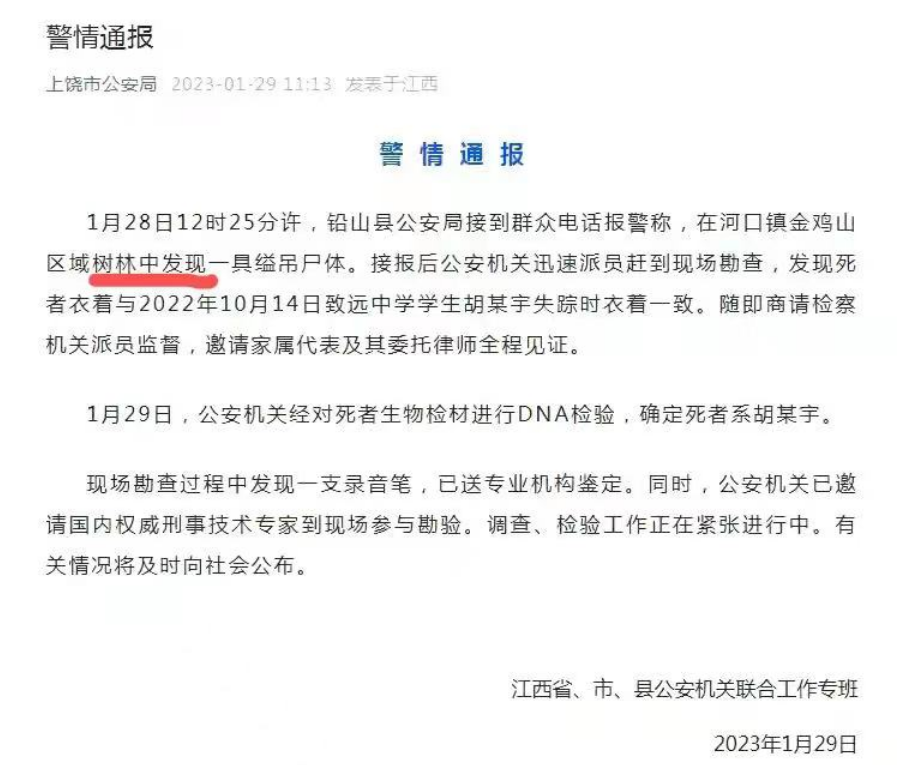 警情通报
上饶市公安局 2023-01-29 11:13 发表于江西
警 情 通 报
1月28日12时25分许，铅山县公安局接到群众电话报警称，在河口镇金鸡山
区域树林中发现一具缢吊尸体。接报后公安机关迅速派员赶到现场勘查，发现死
者衣着与2022年10月14日致远中学学生胡某宇失踪时衣着一致。随即商请检察
机关派员监督，邀请家属代表及其委托律师全程见证。
1月29日，公安机关经对死者生物检材进行DNA检验，确定死者系胡某宇。
现场勘查过程中发现一支录音笔，已送专业机构鉴定。同时，公安机关已邀
请国内权威刑事技术专家到现场参与勘验。调查、检验工作正在紧张进行中。有
关情况将及时向社会公布。
江西省、市、县公安机关联合工作专班
2023年1月29日